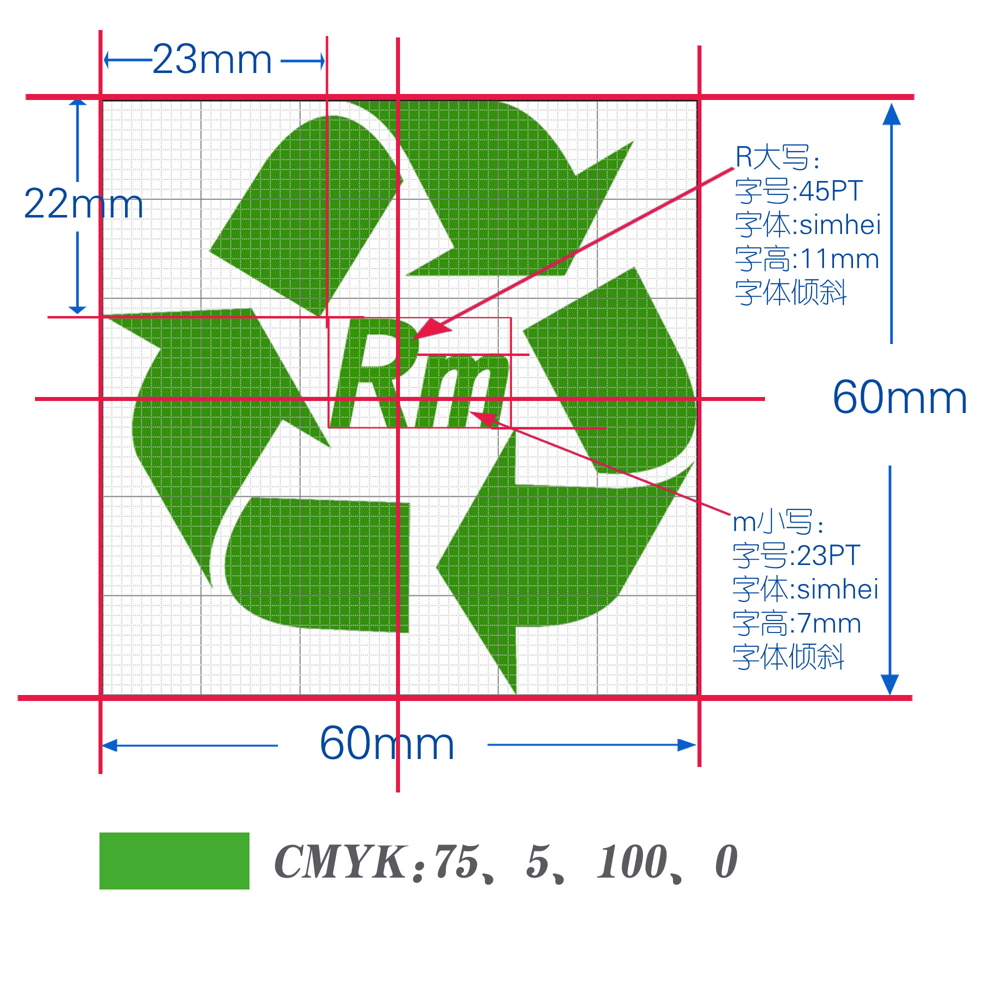 23mm
22mm
R大写：
字号:45PT
字体:simhei
字高:11mm
字体倾斜
Rm
60mm
m小写：
字号:23PT
字体:simhei
字高:7mm
字体倾斜
60mm
CMYK:75、5、100、0